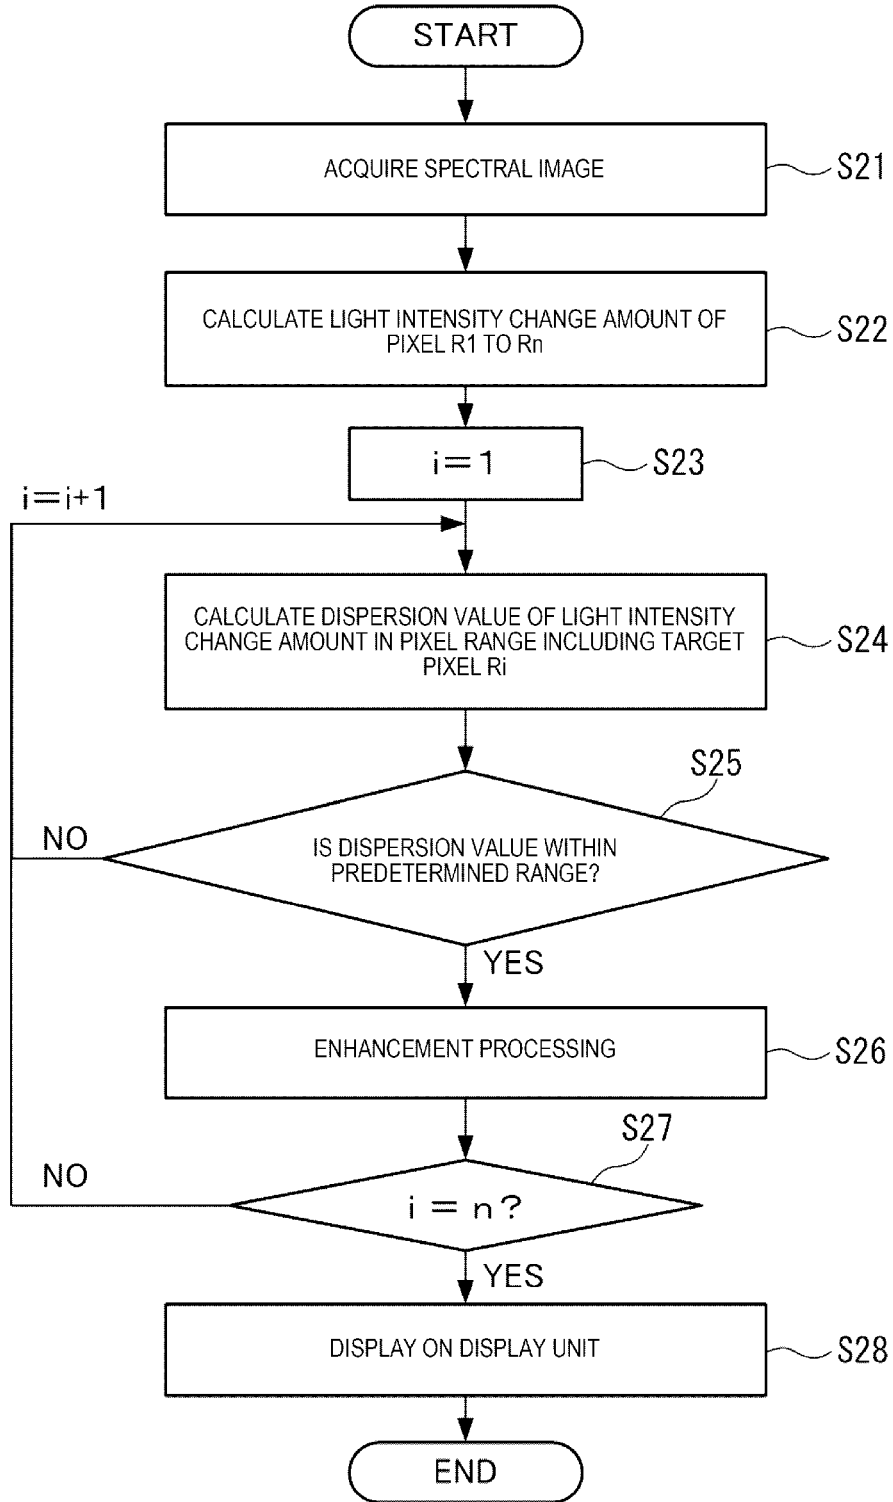 START
ACQUIRE SPECTRAL IMAGE
S21
CALCULATE LIGHT INTENSITY CHANGE AMOUNT OF
PIXEL R1 TO Rn
S22
i=1
S23
i=i+1
CALCULATE DISPERSION VALUE OF LIGHT INTENSITY
CHANGE AMOUNT IN PIXEL RANGE INCLUDING TARGET
PIXEL Ri
S24
S25
NO
IS DISPERSION VALUE WITHIN
PREDETERMINED RANGE?
YES
ENHANCEMENT PROCESSING
S26
S27
NO
i = n?
YES
DISPLAY ON DISPLAY UNIT
S28
END